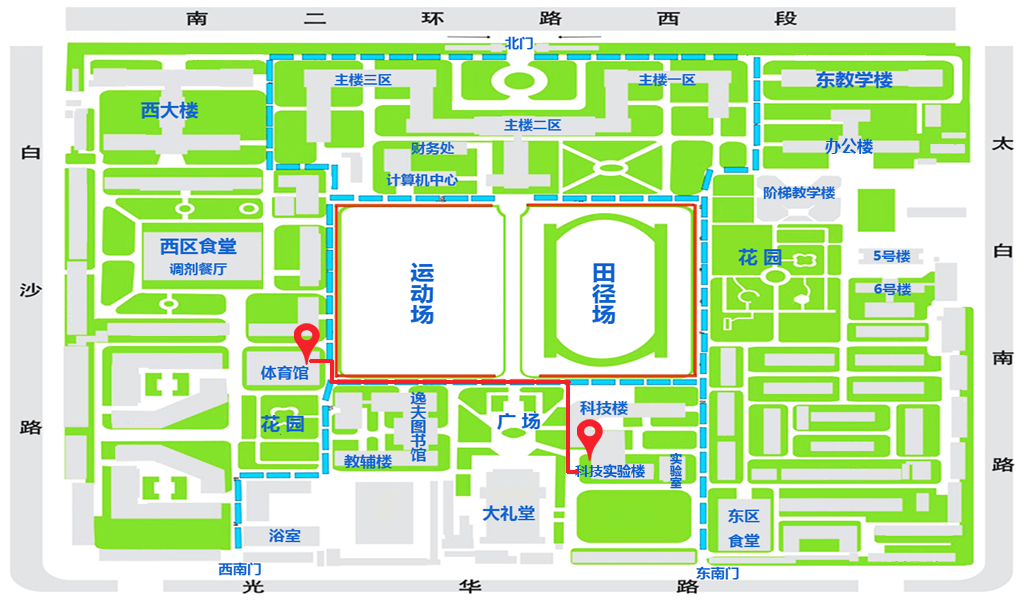 南二环路西段
北门
主楼三区
主楼一区
东教学楼
西大楼
主楼二区
办公楼
财务处
计算机中心
阶梯教学楼
白沙路
太白南路
西区食堂
调剂餐厅
运动场
田径场
花园
5号楼
6号楼
体育馆
花园
逸夫图书馆
广场
科技楼
教辅楼
科技实验楼
实验室
大礼堂
浴室
东区
食堂
西南门
东南门
光华路